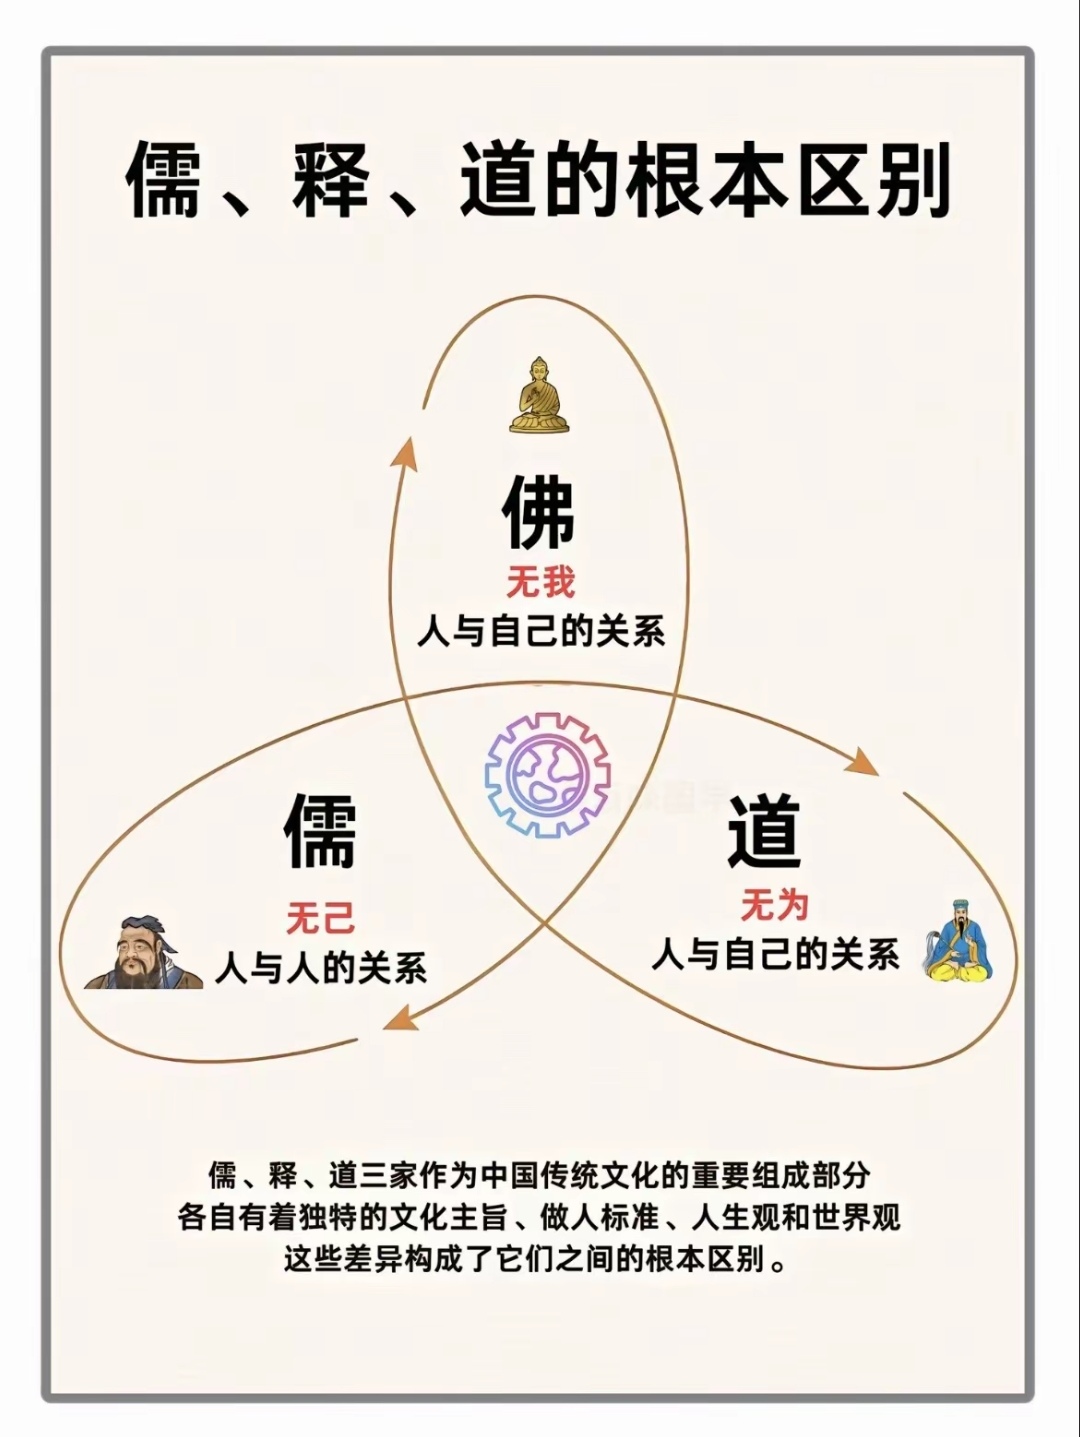 儒、释、道的根本区别
佛
无我
人与自己的关系
儒
无己
人与人的关系
道
无为
人与自己的关系
儒、释、道三家作为中国传统文化的重要组成部分
各自有着独特的文化主旨、做人标准、人生观和世界观
这些差异构成了它们之间的根本区别。